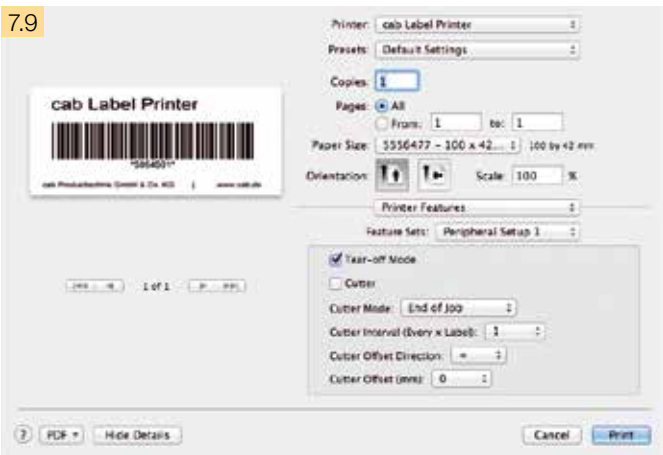 7.9
Printer: cab Label Printer
Presets: Default Settings
Copies: 1
Pages: All
From: 1 to: 1
Paper Size: 5556477 - 100 x 42... 100 by 42 mm
Orientation: Scale: 100 %
Printer Features
Feature Sets: Peripheral Setup 1
Tear-off Mode
Cutter
Cutter Mode: End of Job
Cutter Interval (Every x Label): 1
Cutter Offset Direction:
Cutter Offset (mm): 0
cab Label Printer
cab Produkttechnik GmbH & Co. KG | www.cab.de
1 of 1
? PDF Hide Details Cancel Print